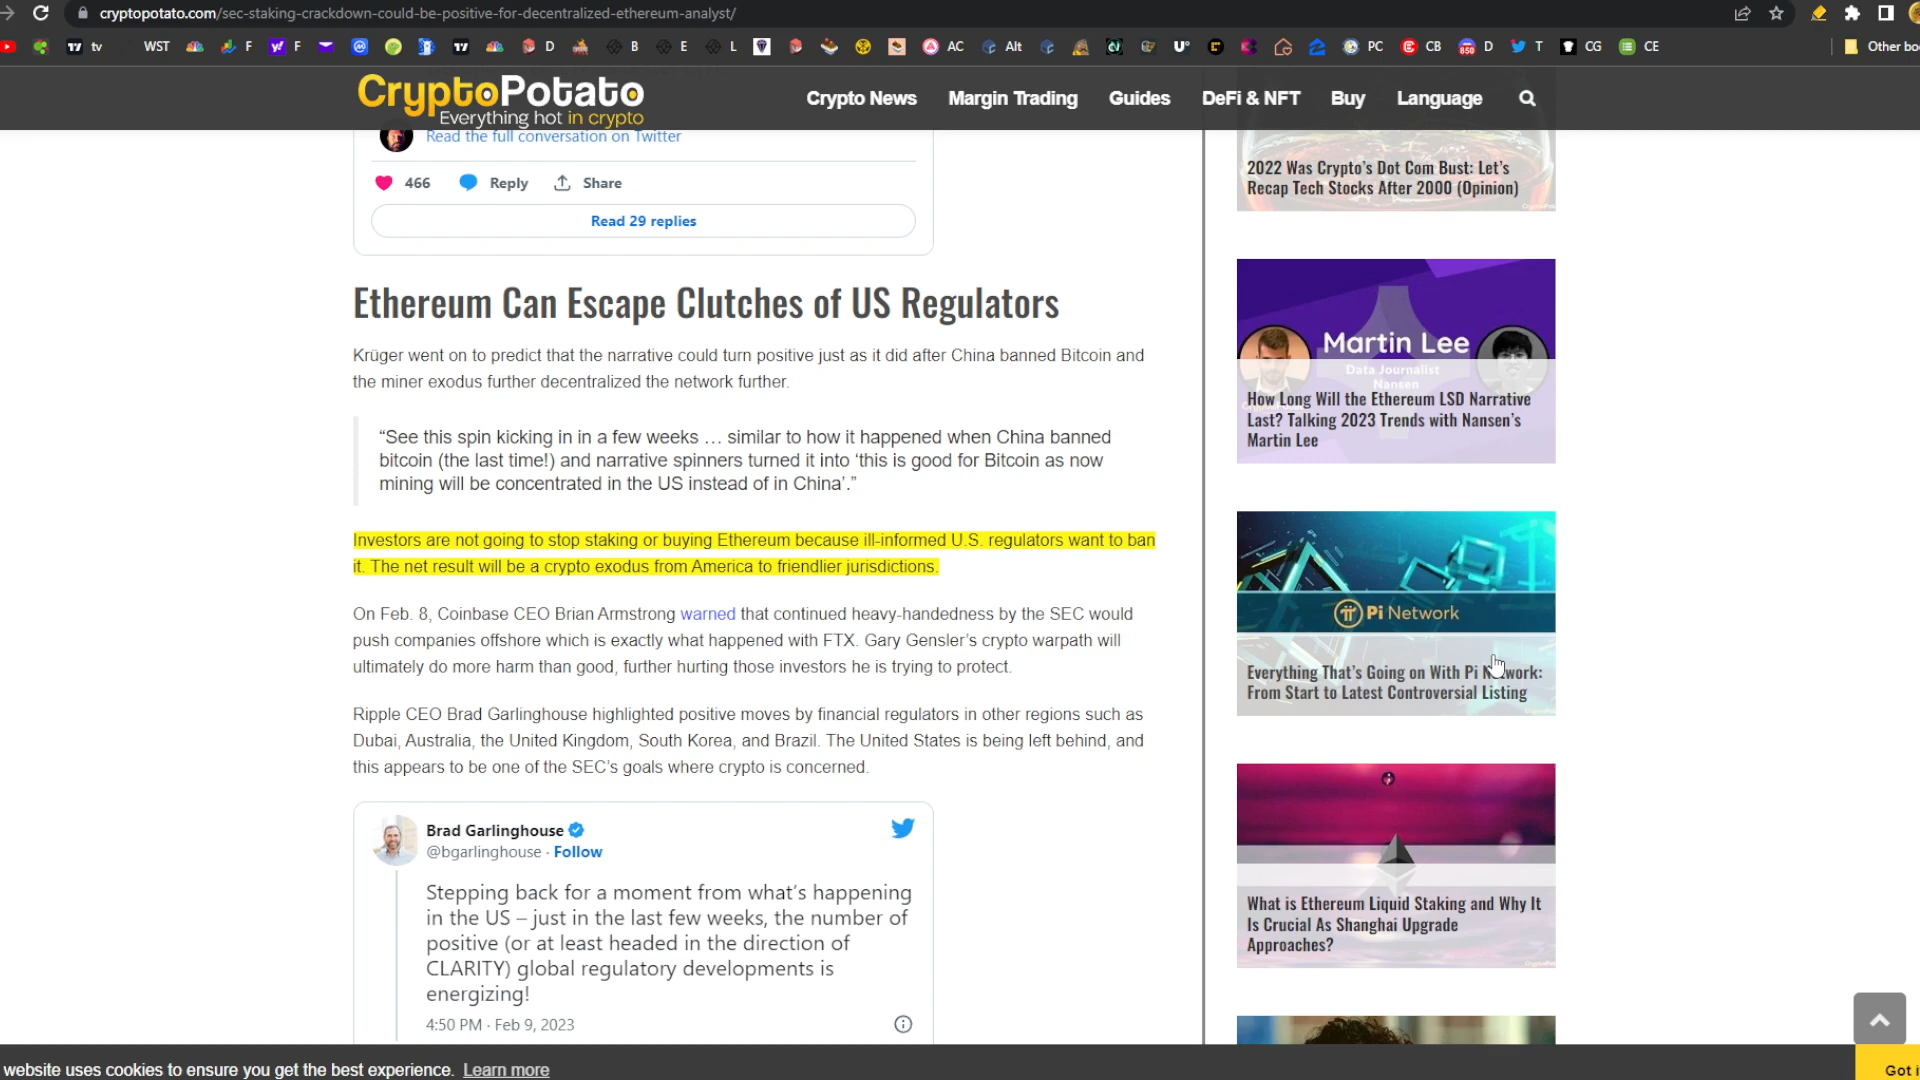 cryptopotato.com/sec-staking-crackdown-could-be-positive-for-decentralized-ethereum-analyst/
tv WST F F D B E L AC Alt U PC CB D T CG CE Other bo
CryptoPotato
Everything hot in crypto
Crypto News Margin Trading Guides DeFi & NFT Buy Language
Read the full conversation on Twitter
466 Reply Share
Read 29 replies
Ethereum Can Escape Clutches of US Regulators
Krüger went on to predict that the narrative could turn positive just as it did after China banned Bitcoin and
the miner exodus further decentralized the network further.
“See this spin kicking in in a few weeks … similar to how it happened when China banned
bitcoin (the last time!) and narrative spinners turned it into ‘this is good for Bitcoin as now
mining will be concentrated in the US instead of in China’.”
Investors are not going to stop staking or buying Ethereum because ill-informed U.S. regulators want to ban
it. The net result will be a crypto exodus from America to friendlier jurisdictions.
On Feb. 8, Coinbase CEO Brian Armstrong warned that continued heavy-handedness by the SEC would
push companies offshore which is exactly what happened with FTX. Gary Gensler’s crypto warpath will
ultimately do more harm than good, further hurting those investors he is trying to protect.
Ripple CEO Brad Garlinghouse highlighted positive moves by financial regulators in other regions such as
Dubai, Australia, the United Kingdom, South Korea, and Brazil. The United States is being left behind, and
this appears to be one of the SEC’s goals where crypto is concerned.
Brad Garlinghouse
@bgarlinghouse · Follow
Stepping back for a moment from what’s happening
in the US – just in the last few weeks, the number of
positive (or at least headed in the direction of
CLARITY) global regulatory developments is
energizing!
4:50 PM · Feb 9, 2023
2022 Was Crypto’s Dot Com Bust: Let’s
Recap Tech Stocks After 2000 (Opinion)
Martin Lee
Data Journalist
Nansen
How Long Will the Ethereum LSD Narrative
Last? Talking 2023 Trends with Nansen’s
Martin Lee
Pi Network
Everything That’s Going on With Pi Network:
From Start to Latest Controversial Listing
What is Ethereum Liquid Staking and Why It
Is Crucial As Shanghai Upgrade
Approaches?
website uses cookies to ensure you get the best experience. Learn more
Got i